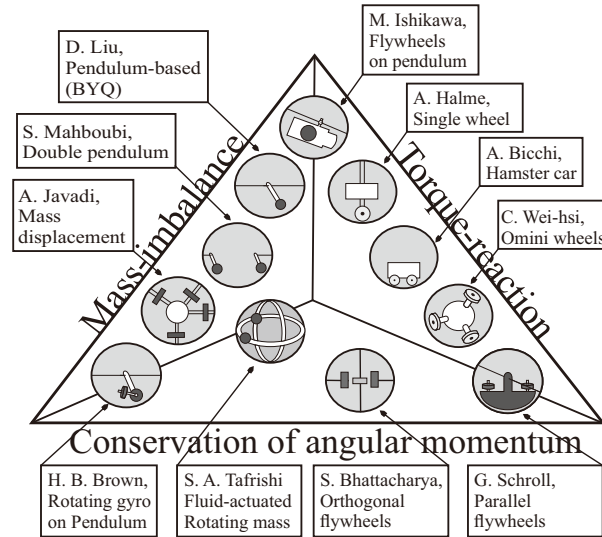 M. Ishikawa,
Flywheels
on pendulum
D. Liu,
Pendulum-based
(BYQ)
A. Halme,
Single wheel
S. Mahboubi,
Double pendulum
A. Bicchi,
Hamster car
A. Javadi,
Mass
displacement
C. Wei-hsi,
Omini wheels
Mass-imbalance
Torque-reaction
Conservation of angular momentum
H. B. Brown,
Rotating gyro
on Pendulum
S. A. Tafrishi
Fluid-actuated
Rotating mass
S. Bhattacharya,
Orthogonal
flywheels
G. Schroll,
Parallel
flywheels